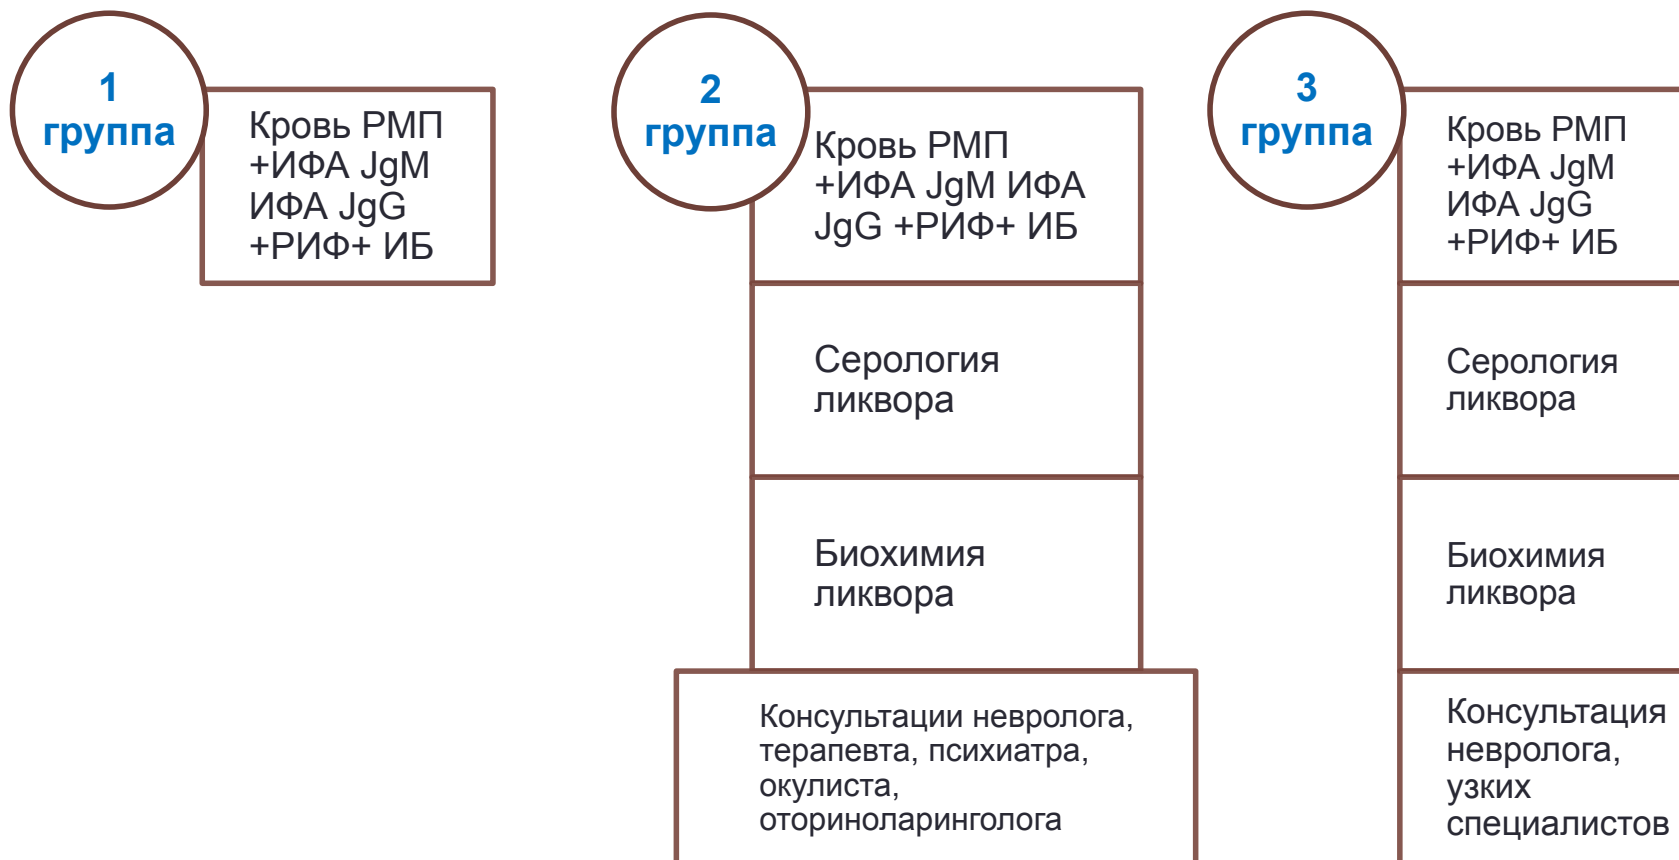 1
группа
Кровь РМП
+ИФА JgM
ИФА JgG
+РИФ+ ИБ
2
группа
Кровь РМП
+ИФА JgM ИФА
JgG +РИФ+ ИБ
Серология
ликвора
Биохимия
ликвора
Консультации невролога,
терапевта, психиатра,
окулиста,
оториноларинголога
3
группа
Кровь РМП
+ИФА JgM
ИФА JgG
+РИФ+ ИБ
Серология
ликвора
Биохимия
ликвора
Консультация
невролога,
узких
специалистов